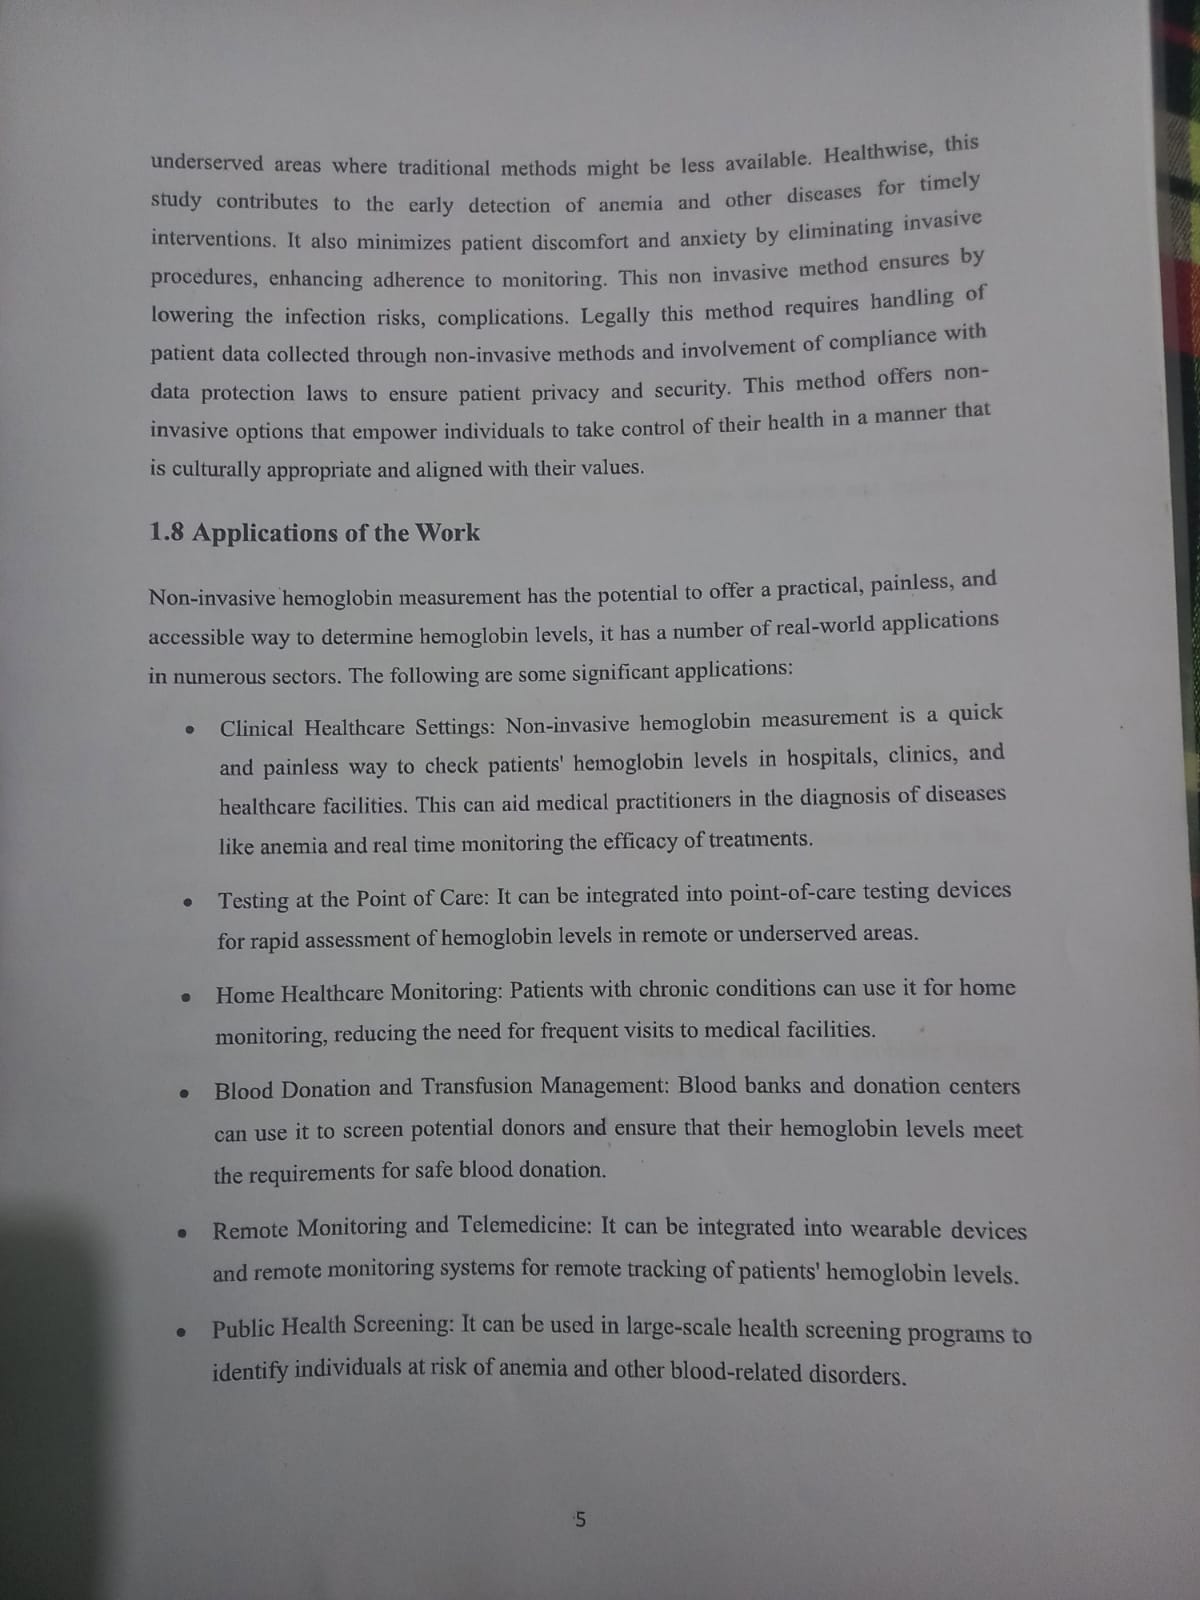 underserved areas where traditional methods might be less available. Healthwise, this
study contributes to the early detection of anemia and other diseases for timely
interventions. It also minimizes patient discomfort and anxiety by eliminating invasive
procedures, enhancing adherence to monitoring. This non invasive method ensures by
lowering the infection risks, complications. Legally this method requires handling of
patient data collected through non-invasive methods and involvement of compliance with
data protection laws to ensure patient privacy and security. This method offers non-
invasive options that empower individuals to take control of their health in a manner that
is culturally appropriate and aligned with their values.
1.8 Applications of the Work
Non-invasive hemoglobin measurement has the potential to offer a practical, painless, and
accessible way to determine hemoglobin levels, it has a number of real-world applications
in numerous sectors. The following are some significant applications:
• Clinical Healthcare Settings: Non-invasive hemoglobin measurement is a quick
and painless way to check patients' hemoglobin levels in hospitals, clinics, and
healthcare facilities. This can aid medical practitioners in the diagnosis of diseases
like anemia and real time monitoring the efficacy of treatments.
• Testing at the Point of Care: It can be integrated into point-of-care testing devices
for rapid assessment of hemoglobin levels in remote or underserved areas.
• Home Healthcare Monitoring: Patients with chronic conditions can use it for home
monitoring, reducing the need for frequent visits to medical facilities.
• Blood Donation and Transfusion Management: Blood banks and donation centers
can use it to screen potential donors and ensure that their hemoglobin levels meet
the requirements for safe blood donation.
• Remote Monitoring and Telemedicine: It can be integrated into wearable devices
and remote monitoring systems for remote tracking of patients' hemoglobin levels.
• Public Health Screening: It can be used in large-scale health screening programs to
identify individuals at risk of anemia and other blood-related disorders.
5